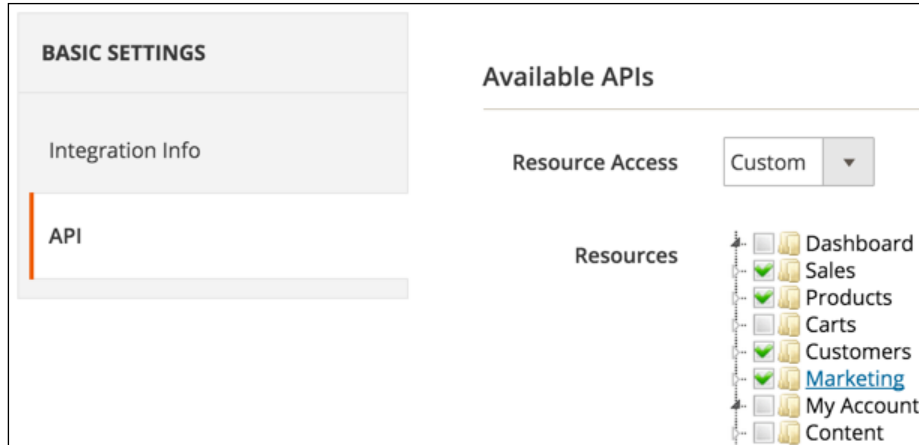 BASIC SETTINGS
Integration Info
API
Available APIs
Resource Access
Custom
Resources
Dashboard
Sales
Products
Carts
Customers
Marketing
My Account
Content